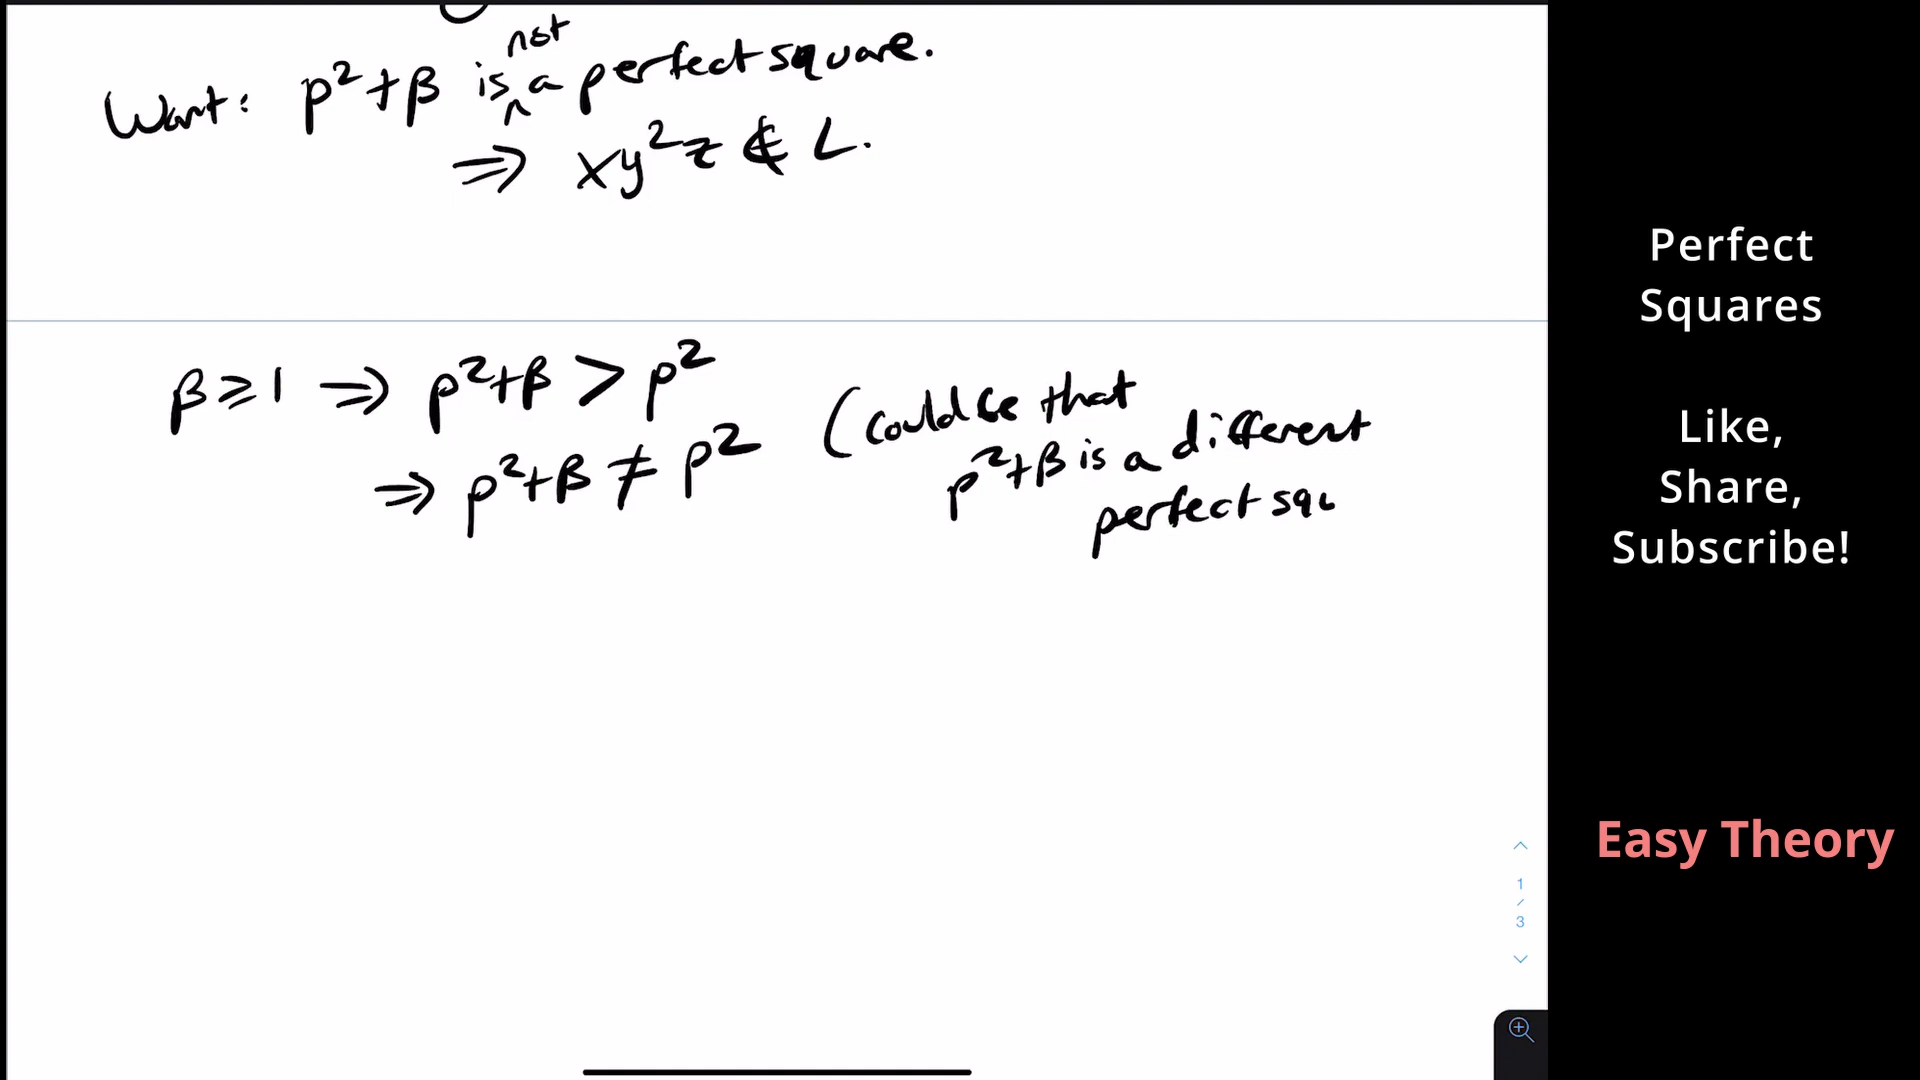 not
Want: p²+β is ^ a perfect square.
⇒ xy²z ∉ L.
β ⩾ 1 ⇒ p²+β > p²
⇒ p²+β ≠ p²
(could be that
p²+β is a different
perfect squ
Perfect
Squares
Like,
Share,
Subscribe!
Easy Theory
1
/
3